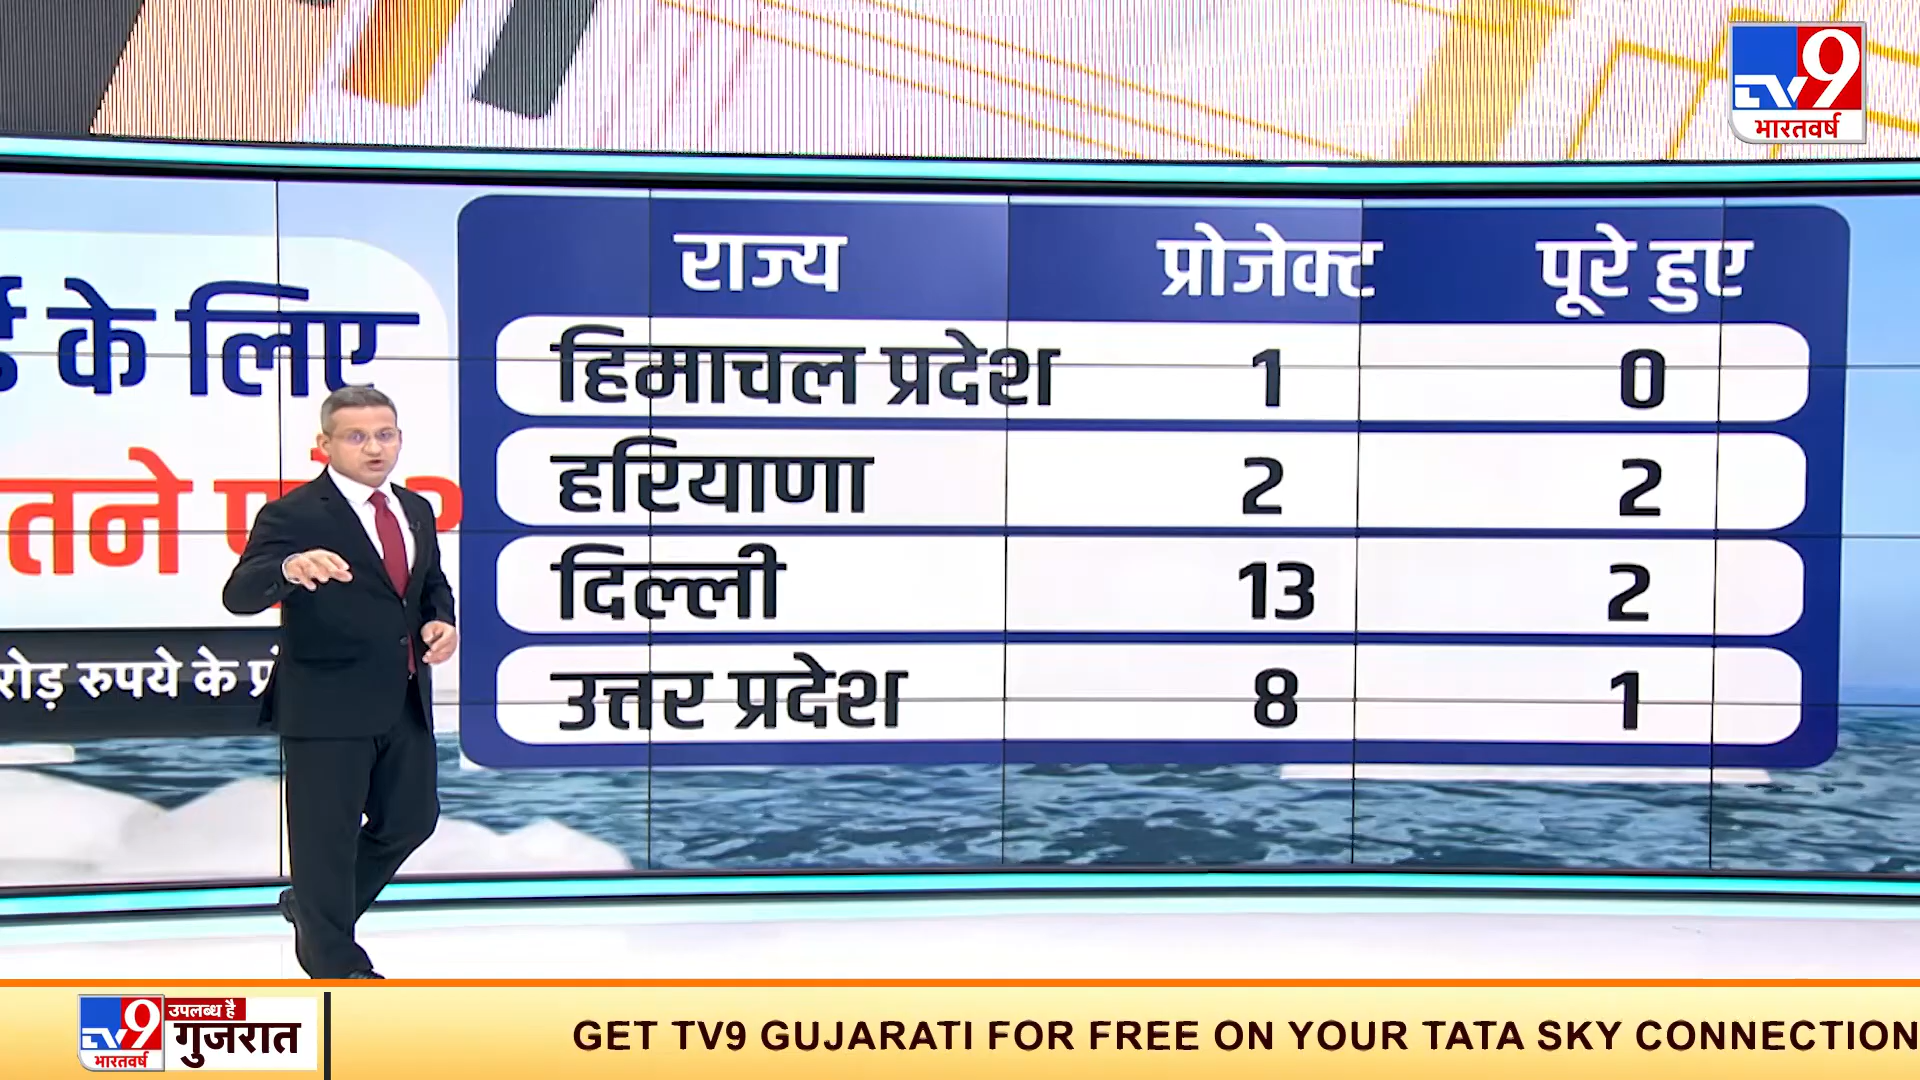 TV9
भारतवर्ष
के लिए
तने
रोड़ रुपये के
राज्य प्रोजेक्ट पूरे हुए
हिमाचल प्रदेश 1 0
हरियाणा 2 2
दिल्ली 13 2
उत्तर प्रदेश 8 1
TV9
भारतवर्ष
उपलब्ध है
गुजरात
GET TV9 GUJARATI FOR FREE ON YOUR TATA SKY CONNECTION